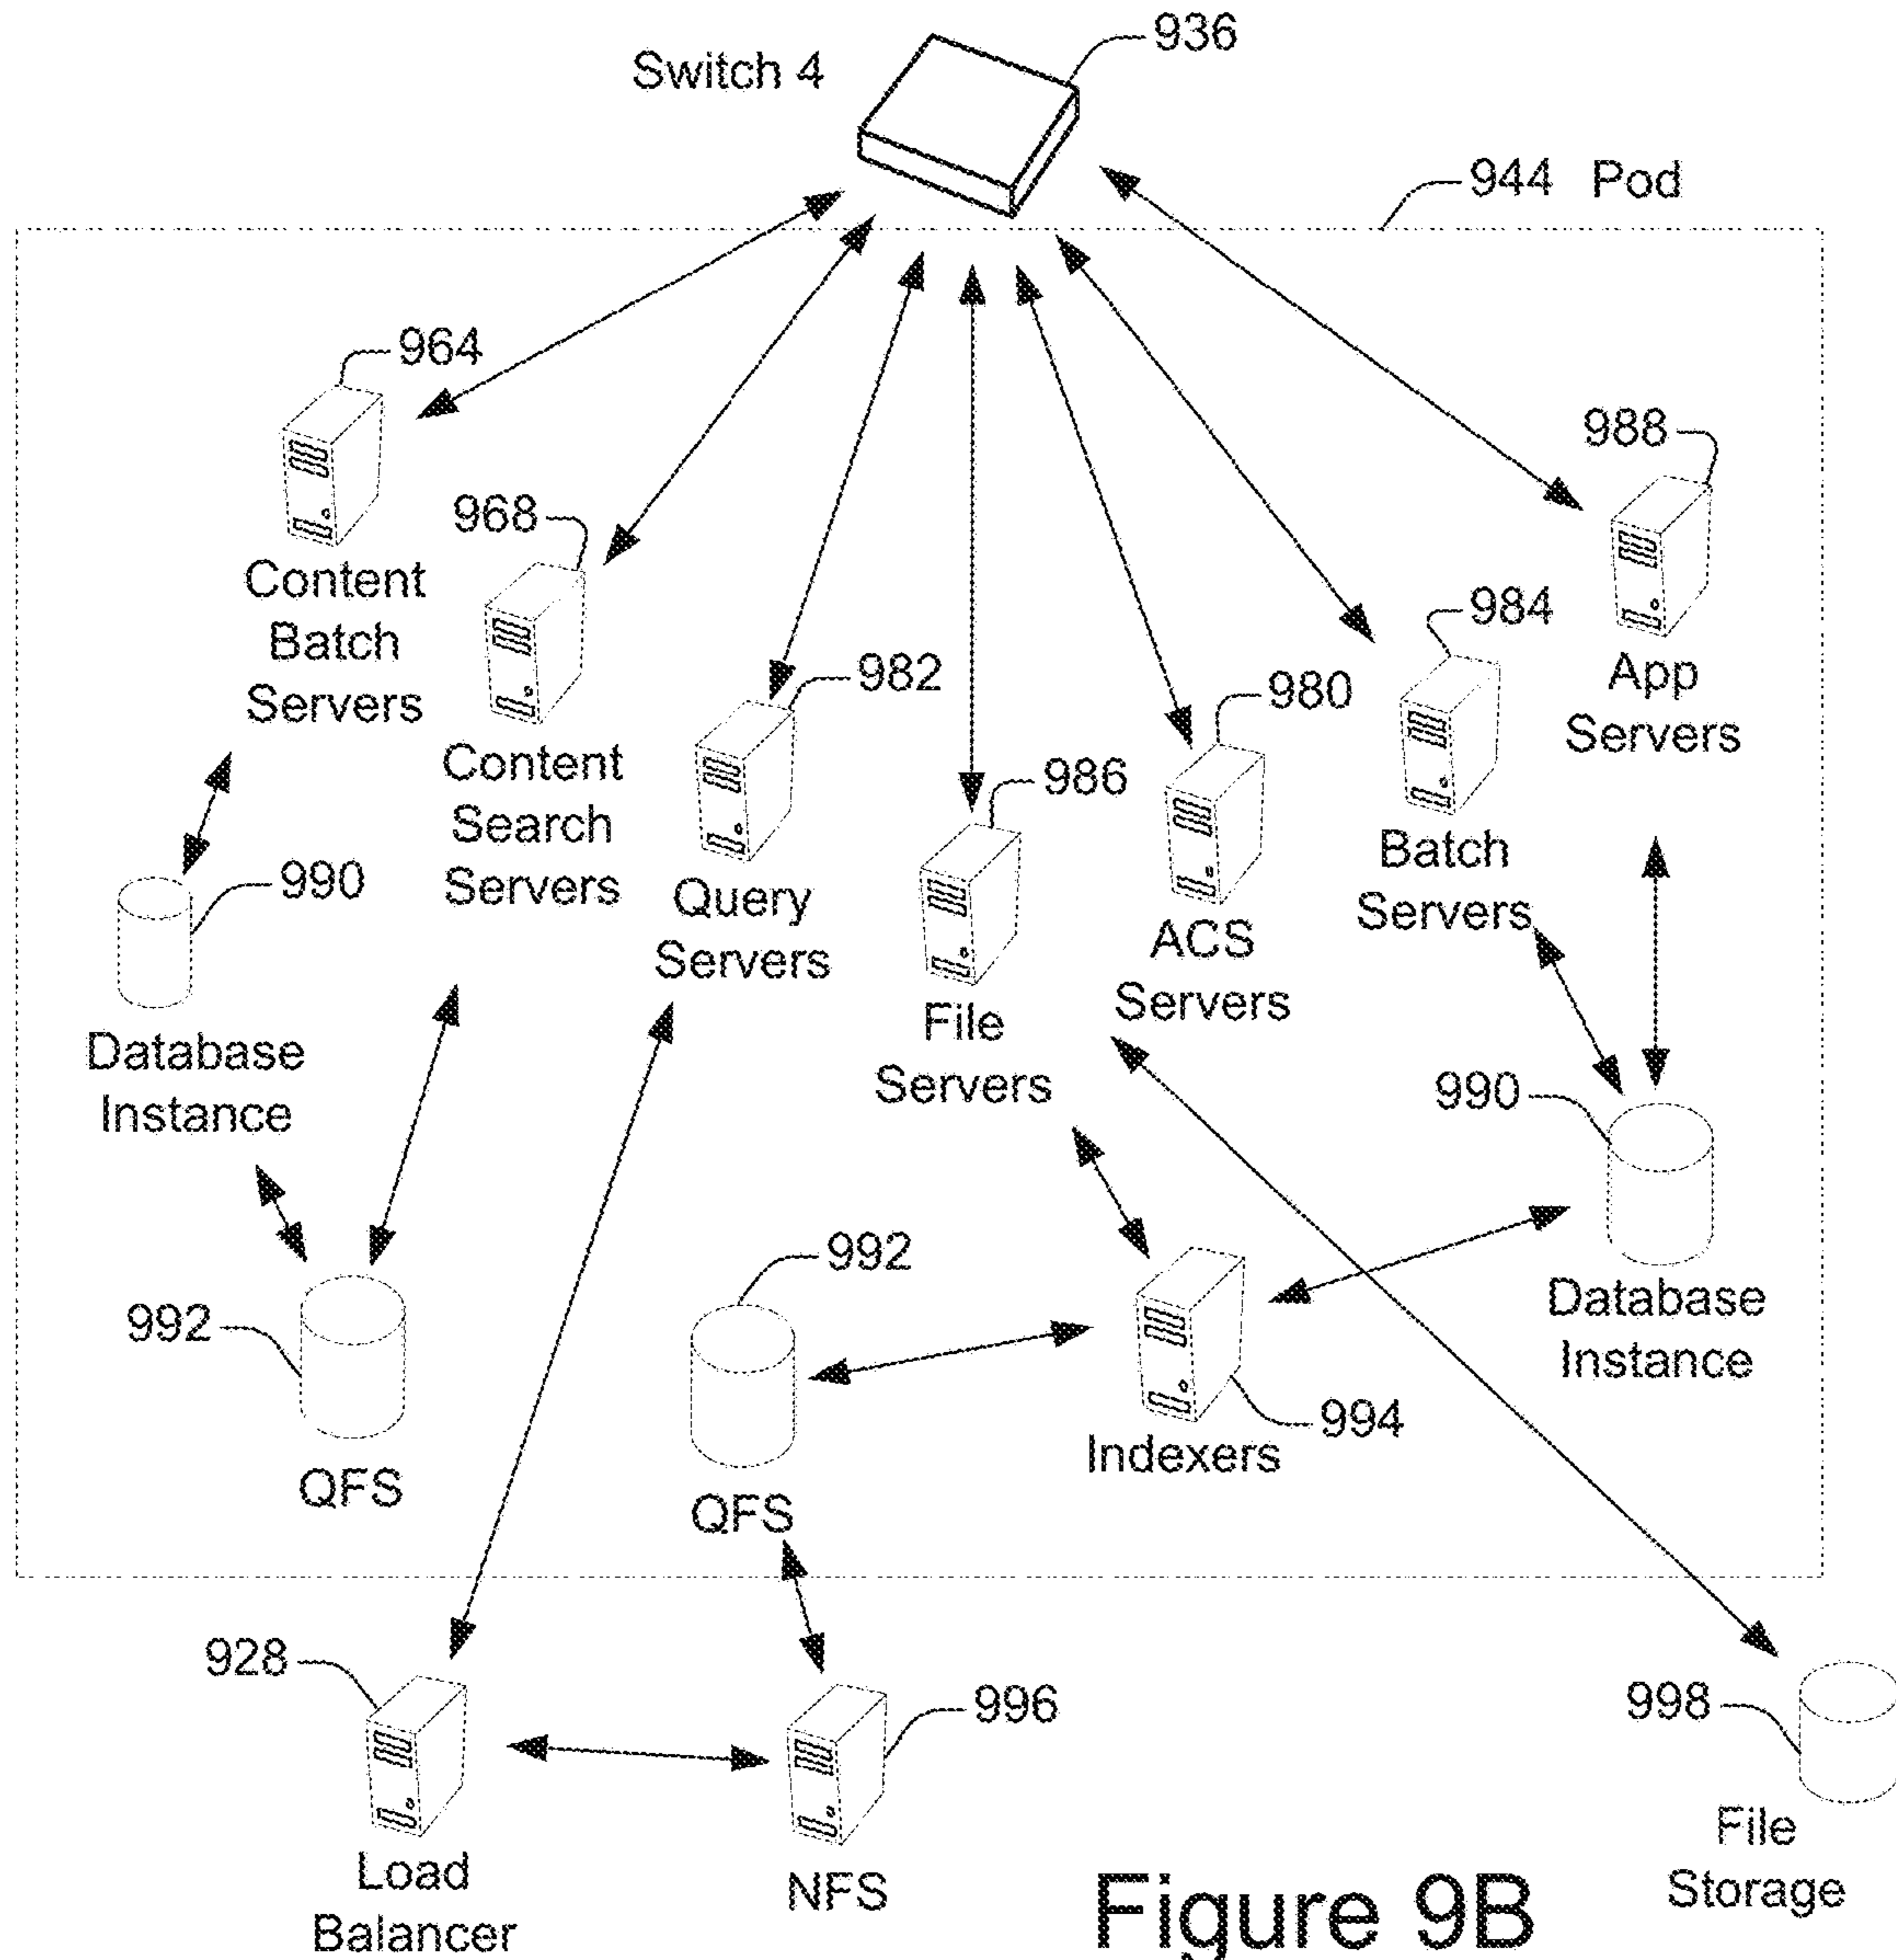 936
Switch 4
944 Pod
964
Content
Batch
Servers
968
Content
Search
Servers
982
Query
Servers
986
File
Servers
980
ACS
Servers
984
Batch
Servers
988
App
Servers
990
Database
Instance
990
Database
Instance
992
QFS
992
QFS
994
Indexers
928
Load
Balancer
996
NFS
998
File
Storage
Figure 9B